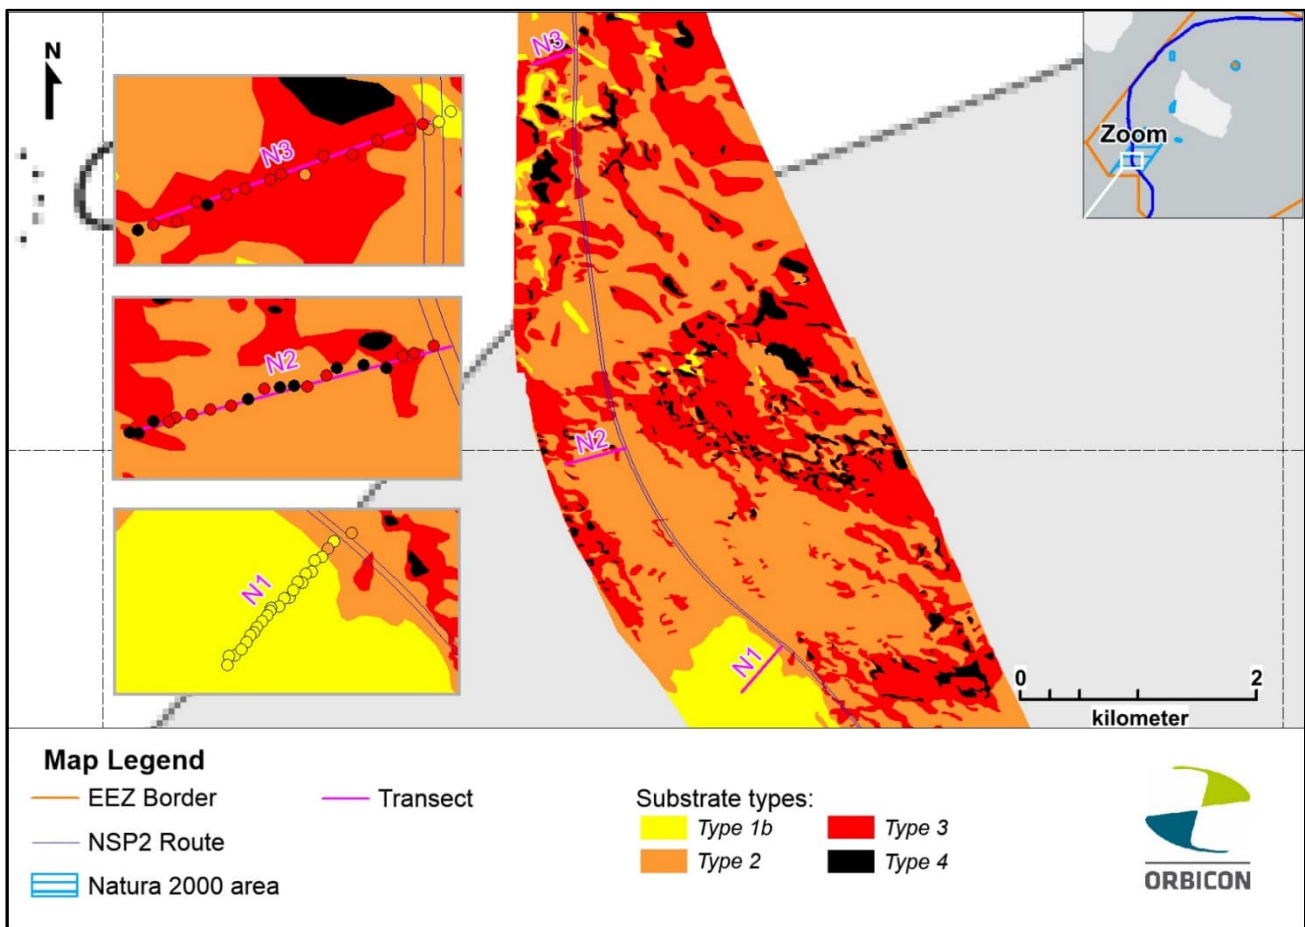 N
N3
N3
Zoom
N2
N2
N1
N1
0 2
kilometer
Map Legend
EEZ Border
Transect
NSP2 Route
Natura 2000 area
Substrate types:
Type 1b
Type 3
Type 2
Type 4
ORBICON